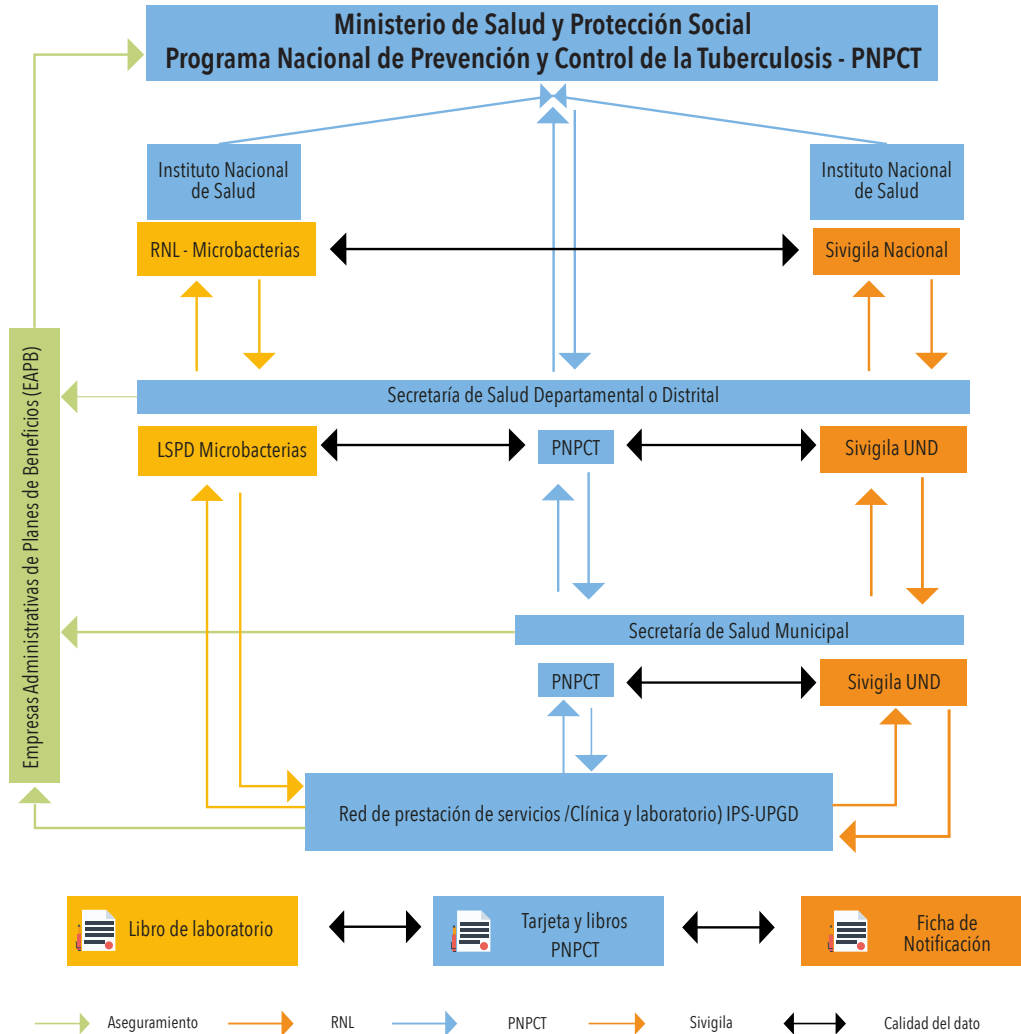 Ministerio de Salud y Protección Social
Programa Nacional de Prevención y Control de la Tuberculosis - PNPCT
Instituto Nacional
de Salud
Instituto Nacional
de Salud
RNL - Microbacterias
Sivigila Nacional
Empresas Administrativas de Planes de Beneficios (EAPB)
Secretaría de Salud Departamental o Distrital
LSPD Microbacterias
PNPCT
Sivigila UND
Secretaría de Salud Municipal
PNPCT
Sivigila UND
Red de prestación de servicios /Clínica y laboratorio) IPS-UPGD
Libro de laboratorio
Tarjeta y libros
PNPCT
Ficha de
Notificación
Aseguramiento
RNL
PNPCT
Sivigila
Calidad del dato